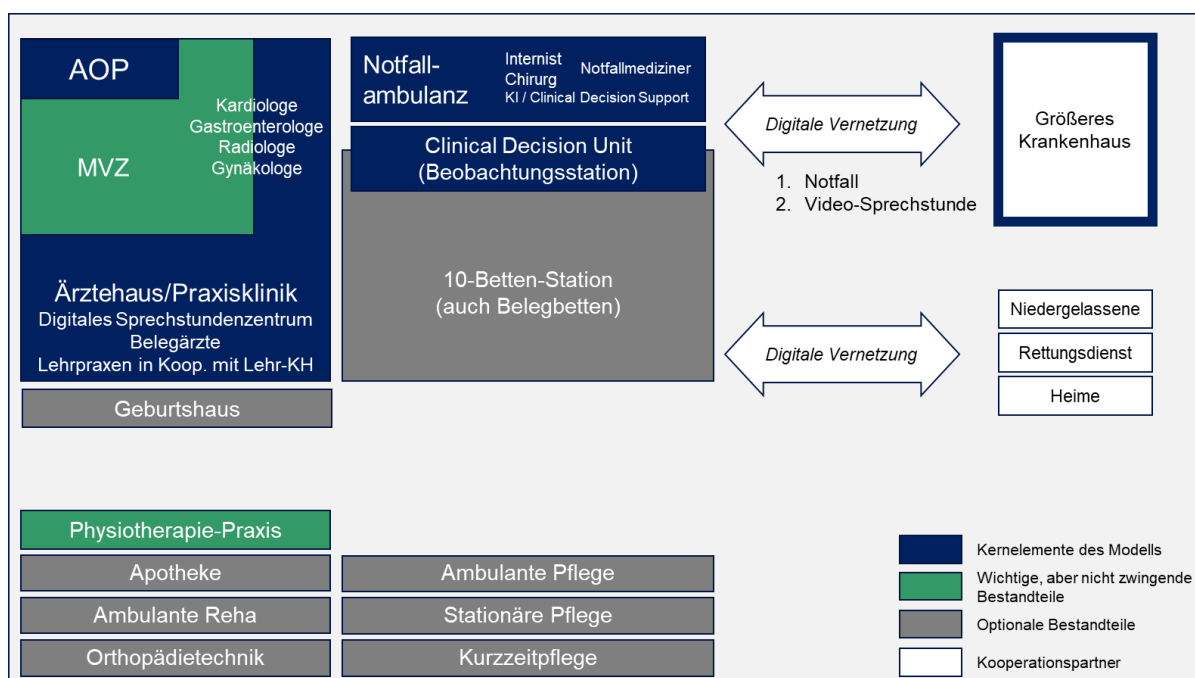 AOP
MVZ
Kardiologe
Gastroenterologe
Radiologe
Gynäkologe
Ärztehaus/Praxisklinik
Digitales Sprechstundenzentrum
Belegärzte
Lehrpraxen in Koop. mit Lehr-KH
Geburtshaus
Notfall-
ambulanz
Internist
Chirurg
Notfallmediziner
KI / Clinical Decision Support
Clinical Decision Unit
(Beobachtungsstation)
10-Betten-Station
(auch Belegbetten)
Digitale Vernetzung
1. Notfall
2. Video-Sprechstunde
Größeres
Krankenhaus
Digitale Vernetzung
Niedergelassene
Rettungsdienst
Heime
Physiotherapie-Praxis
Apotheke
Ambulante Reha
Orthopädietechnik
Ambulante Pflege
Stationäre Pflege
Kurzzeitpflege
Kernelemente des Modells
Wichtige, aber nicht zwingende
Bestandteile
Optionale Bestandteile
Kooperationspartner